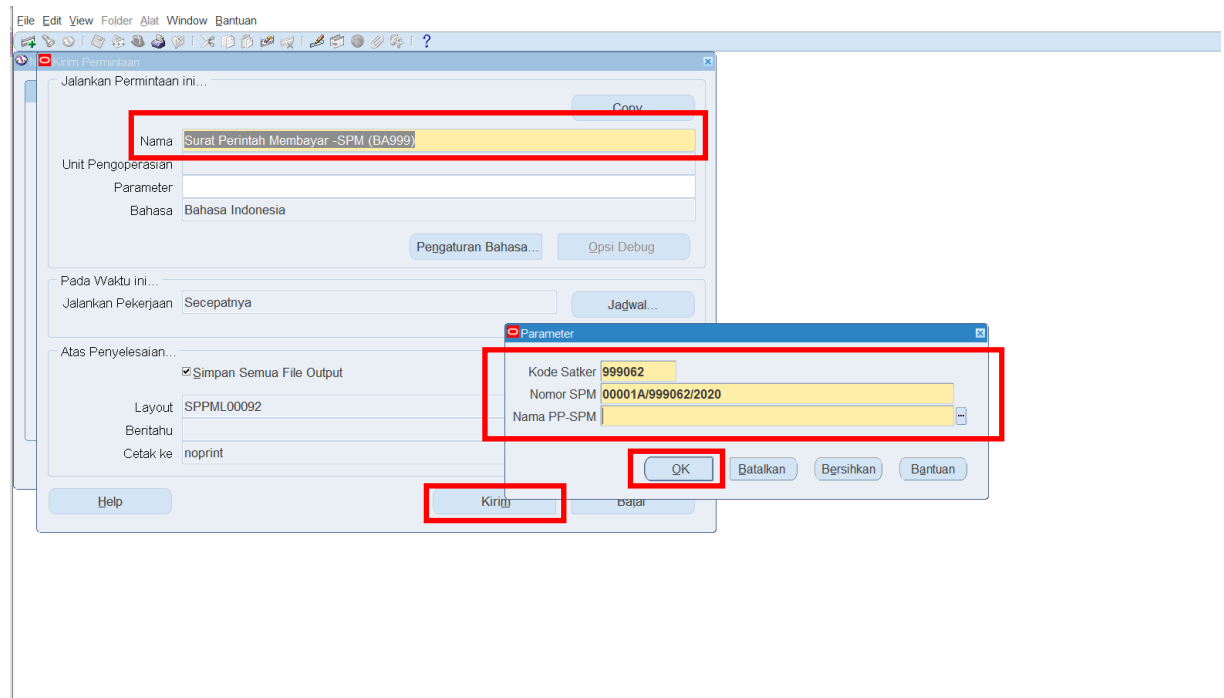 File Edit View Folder Alat Window Bantuan
?
Kirim Permintaan
Jalankan Permintaan ini...
Copy
Nama Surat Perintah Membayar -SPM (BA999)
Unit Pengoperasian
Parameter
Bahasa Bahasa Indonesia
Pengaturan Bahasa... Opsi Debug
Pada Waktu ini...
Jalankan Pekerjaan Secepatnya Jadwal...
Atas Penyelesaian...
Simpan Semua File Output
Layout SPPML00092
Beritahu
Cetak ke noprint
Help Kirim Batal
Parameter
Kode Satker 999062
Nomor SPM 00001A/999062/2020
Nama PP-SPM
OK Batalkan Bersihkan Bantuan